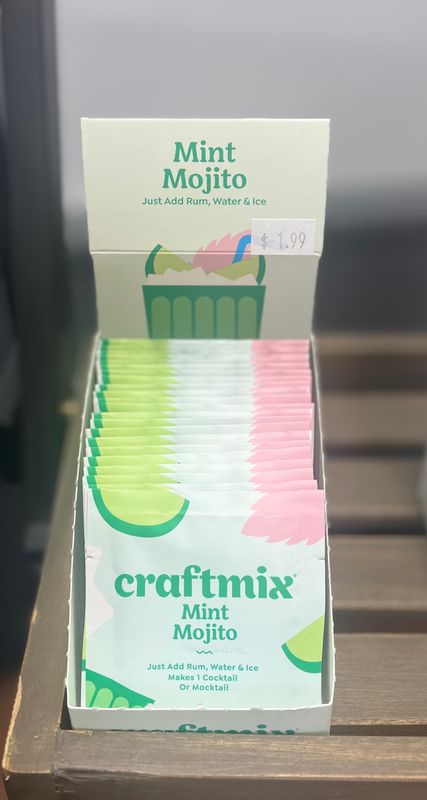 Mint
Mojito
Just Add Rum, Water & Ice
$ 1.99
craftmix®
Mint
Mojito
Just Add Rum, Water & Ice
Makes 1 Cocktail
Or Mocktail
craftmix